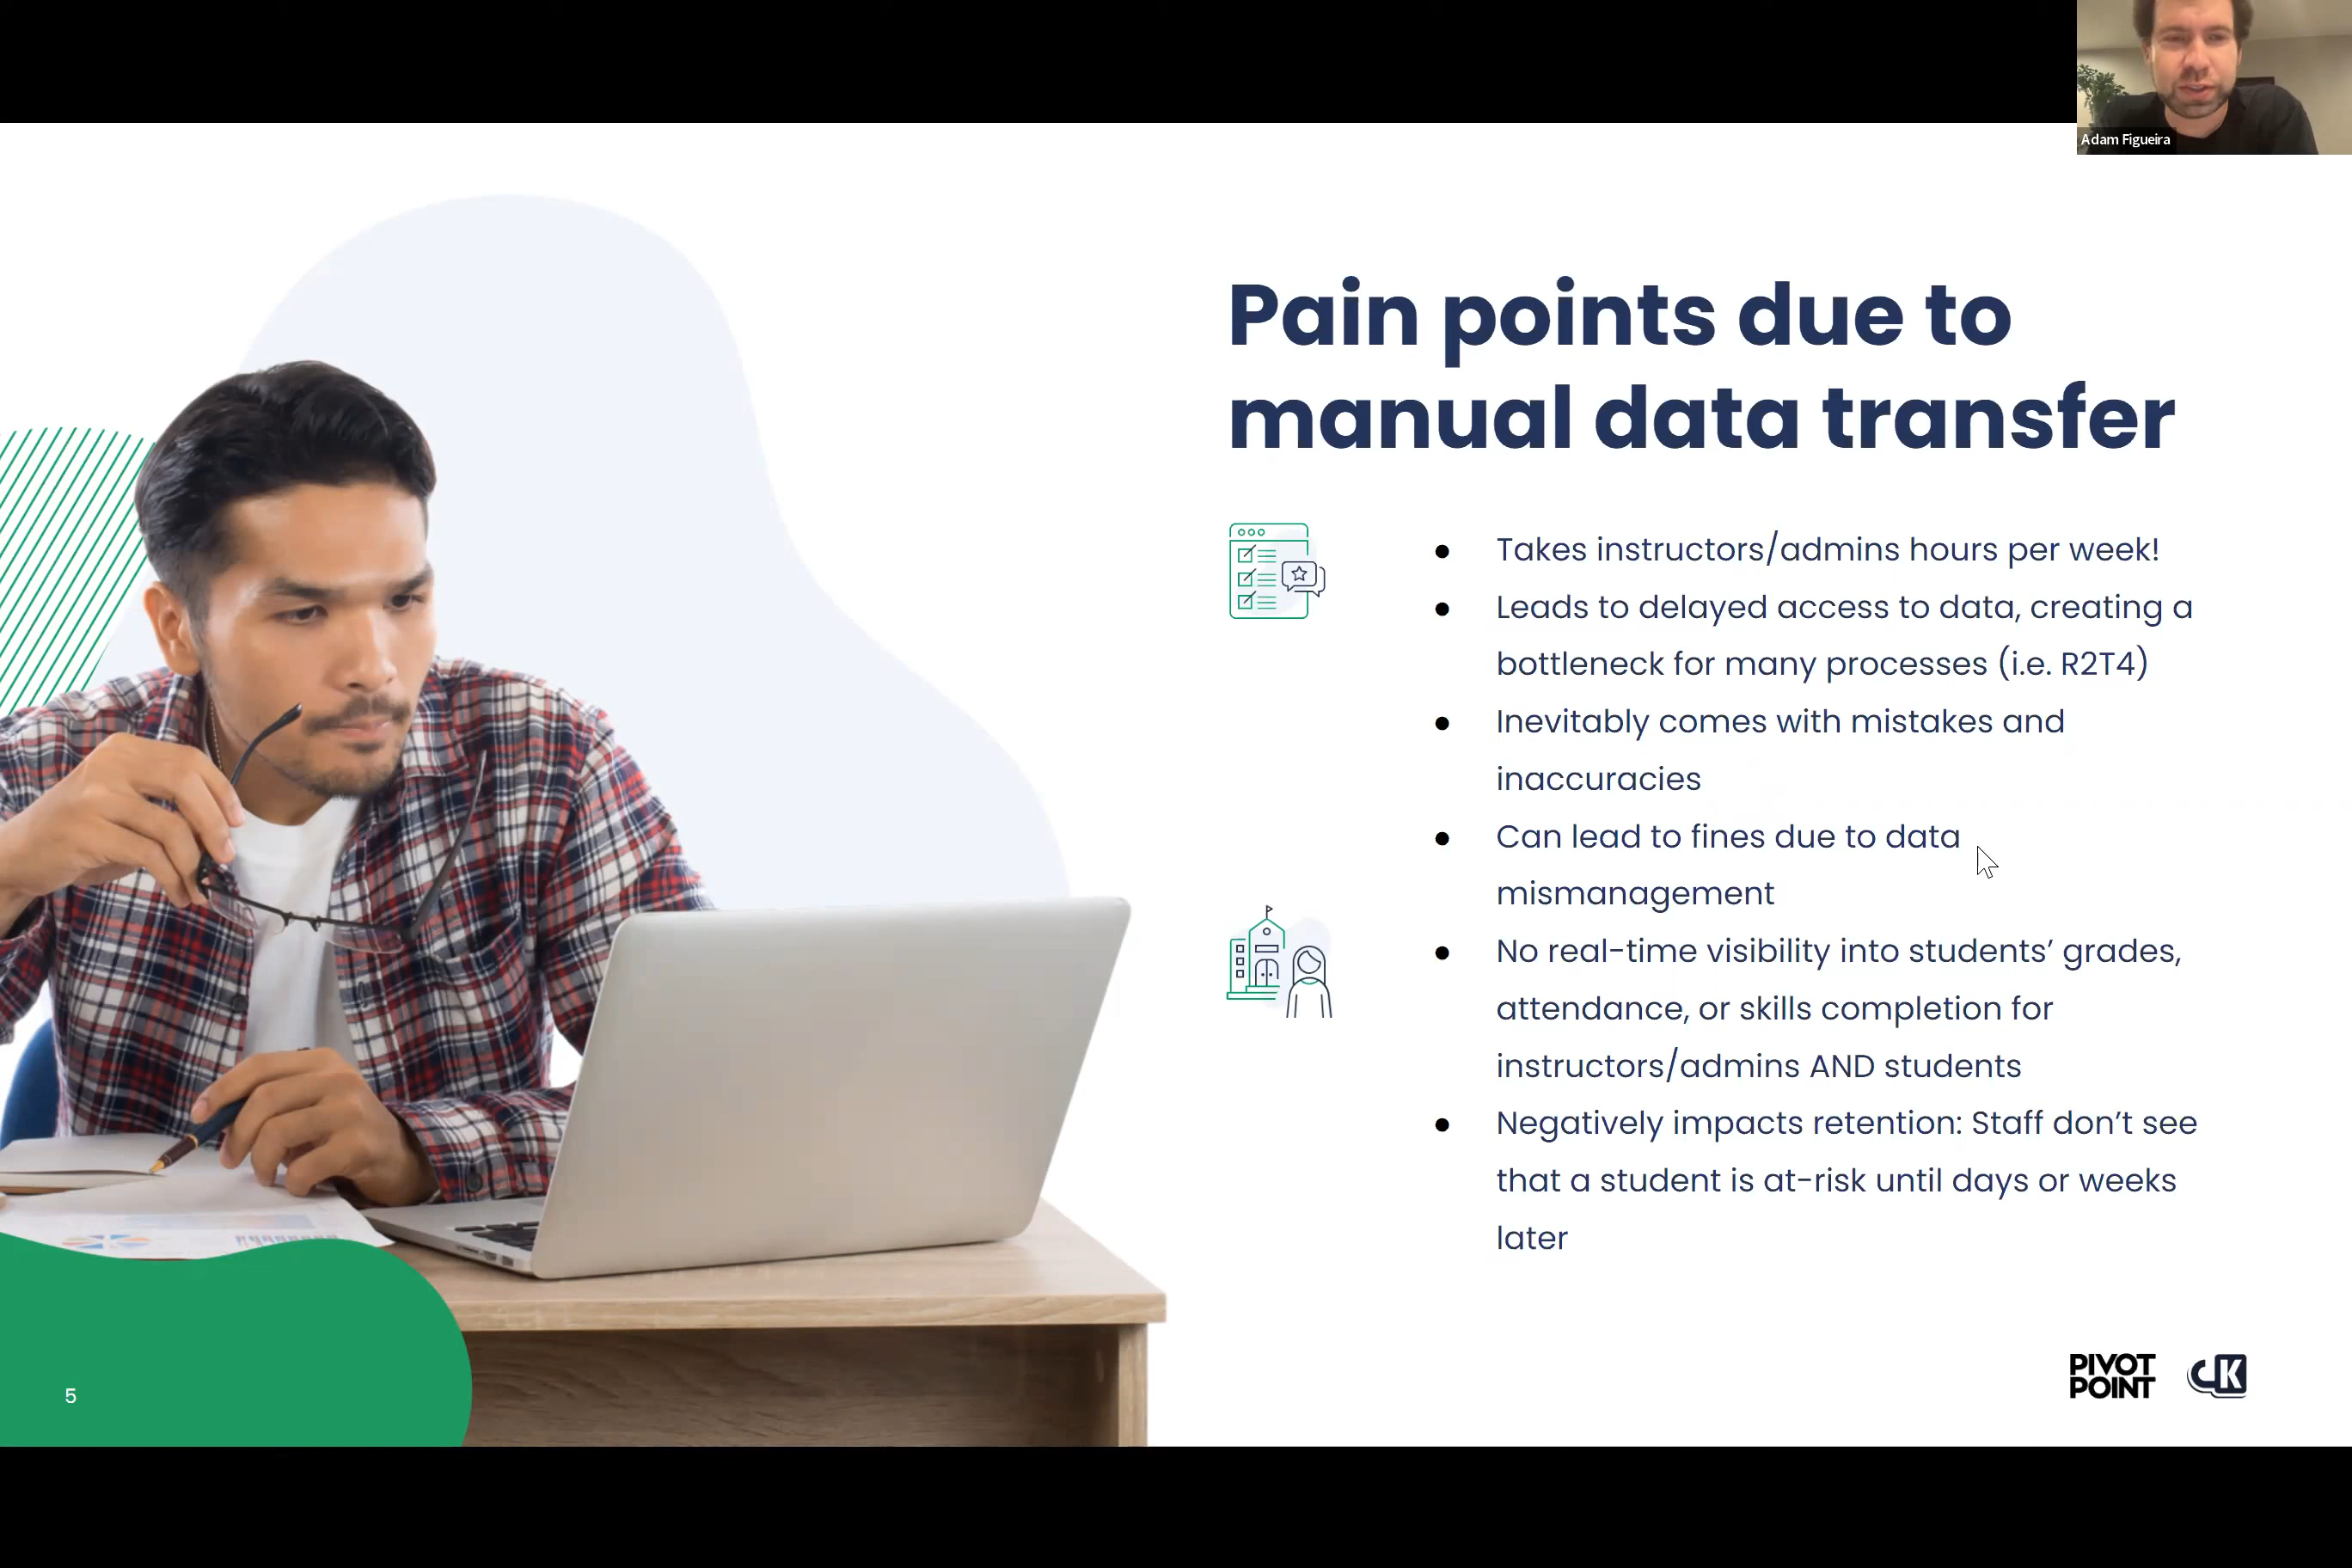 Adam Figueira
Pain points due to
manual data transfer
● Takes instructors/admins hours per week!
● Leads to delayed access to data, creating a
bottleneck for many processes (i.e. R2T4)
● Inevitably comes with mistakes and
inaccuracies
● Can lead to fines due to data
mismanagement
● No real-time visibility into students’ grades,
attendance, or skills completion for
instructors/admins AND students
● Negatively impacts retention: Staff don’t see
that a student is at-risk until days or weeks
later
5
PIVOT
POINT
CK